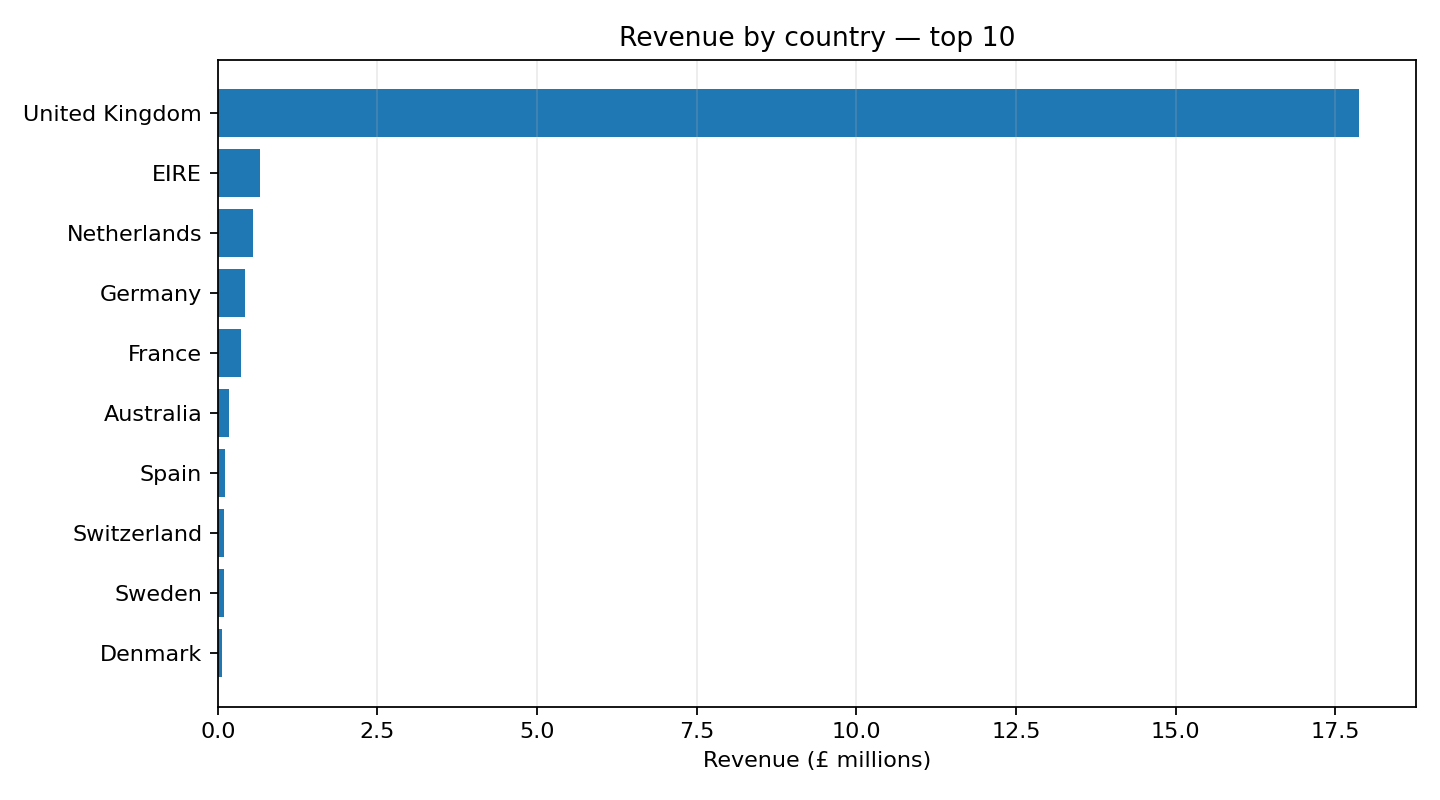 Revenue by country — top 10
United Kingdom
EIRE
Netherlands
Germany
France
Australia
Spain
Switzerland
Sweden
Denmark
0.0 2.5 5.0 7.5 10.0 12.5 15.0 17.5
Revenue (£ millions)